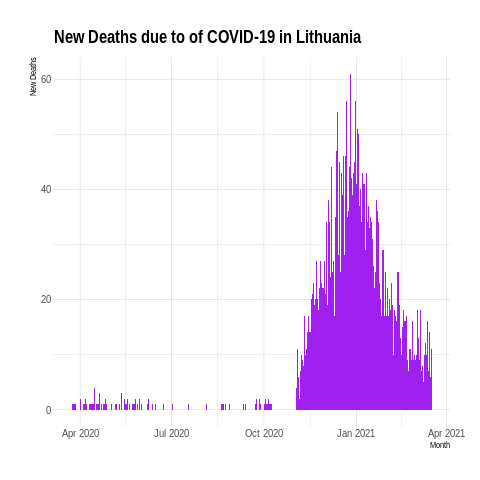 New Deaths due to of COVID-19 in Lithuania
New Deaths
60
40
20
0
Apr 2020
Jul 2020
Oct 2020
Jan 2021
Apr 2021
Month